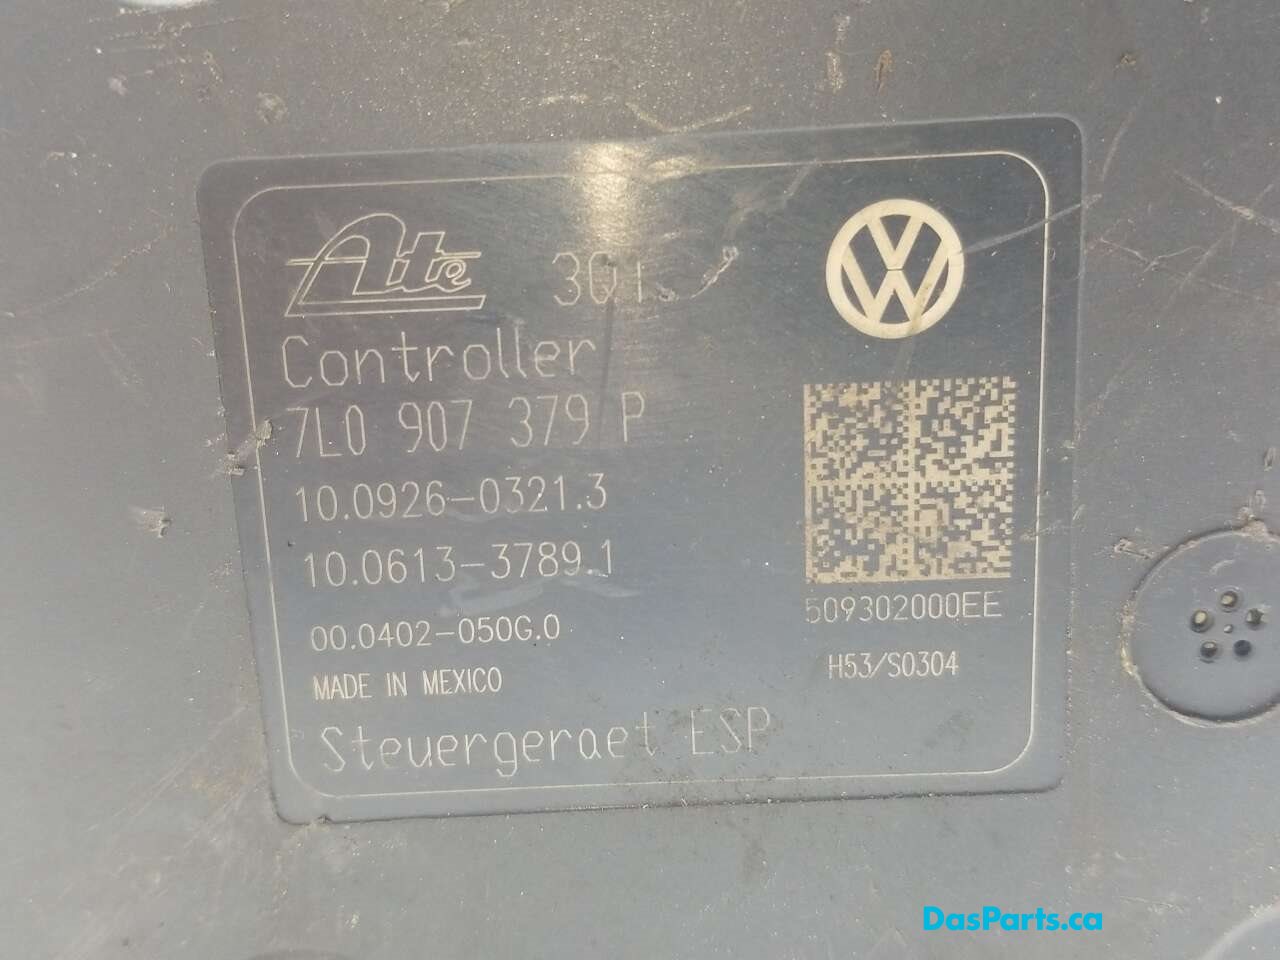 Ate 301
Controller
7L0 907 379 P
10.0926-0321.3
10.0613-3789.1
00.0402-050G.0
509302000EE
MADE IN MEXICO
H53/S0304
Steuergeraet ESP
DasParts.ca